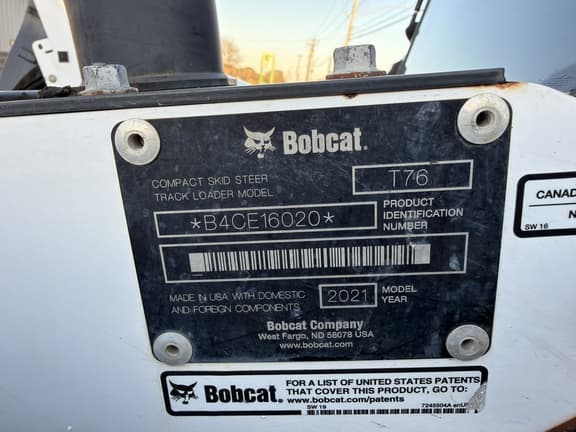 Bobcat.
COMPACT SKID STEER
TRACK LOADER MODEL
T76
*B4CE16020*
PRODUCT
IDENTIFICATION
NUMBER
MADE IN USA WITH DOMESTIC
AND FOREIGN COMPONENTS
2021
MODEL
YEAR
Bobcat Company
West Fargo, ND 58078 USA
www.bobcat.com
CANAD
N
SW 16
Bobcat.
FOR A LIST OF UNITED STATES PATENTS
THAT COVER THIS PRODUCT, GO TO:
www.bobcat.com/patents
SW 19
7245804A enUS